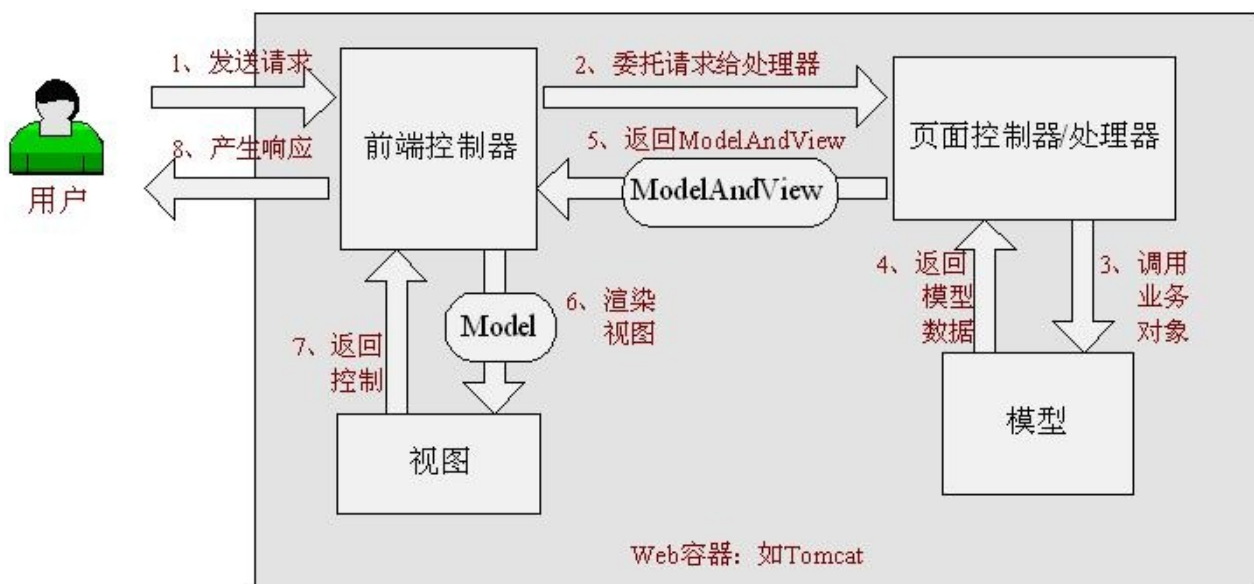 1、发送请求
2、委托请求给处理器
前端控制器
页面控制器/处理器
8、产生响应
5、返回ModelAndView
ModelAndView
用户
4、返回
模型
数据
3、调用
业务
对象
6、渲染
视图
Model
7、返回
控制
视图
模型
Web容器：如Tomcat